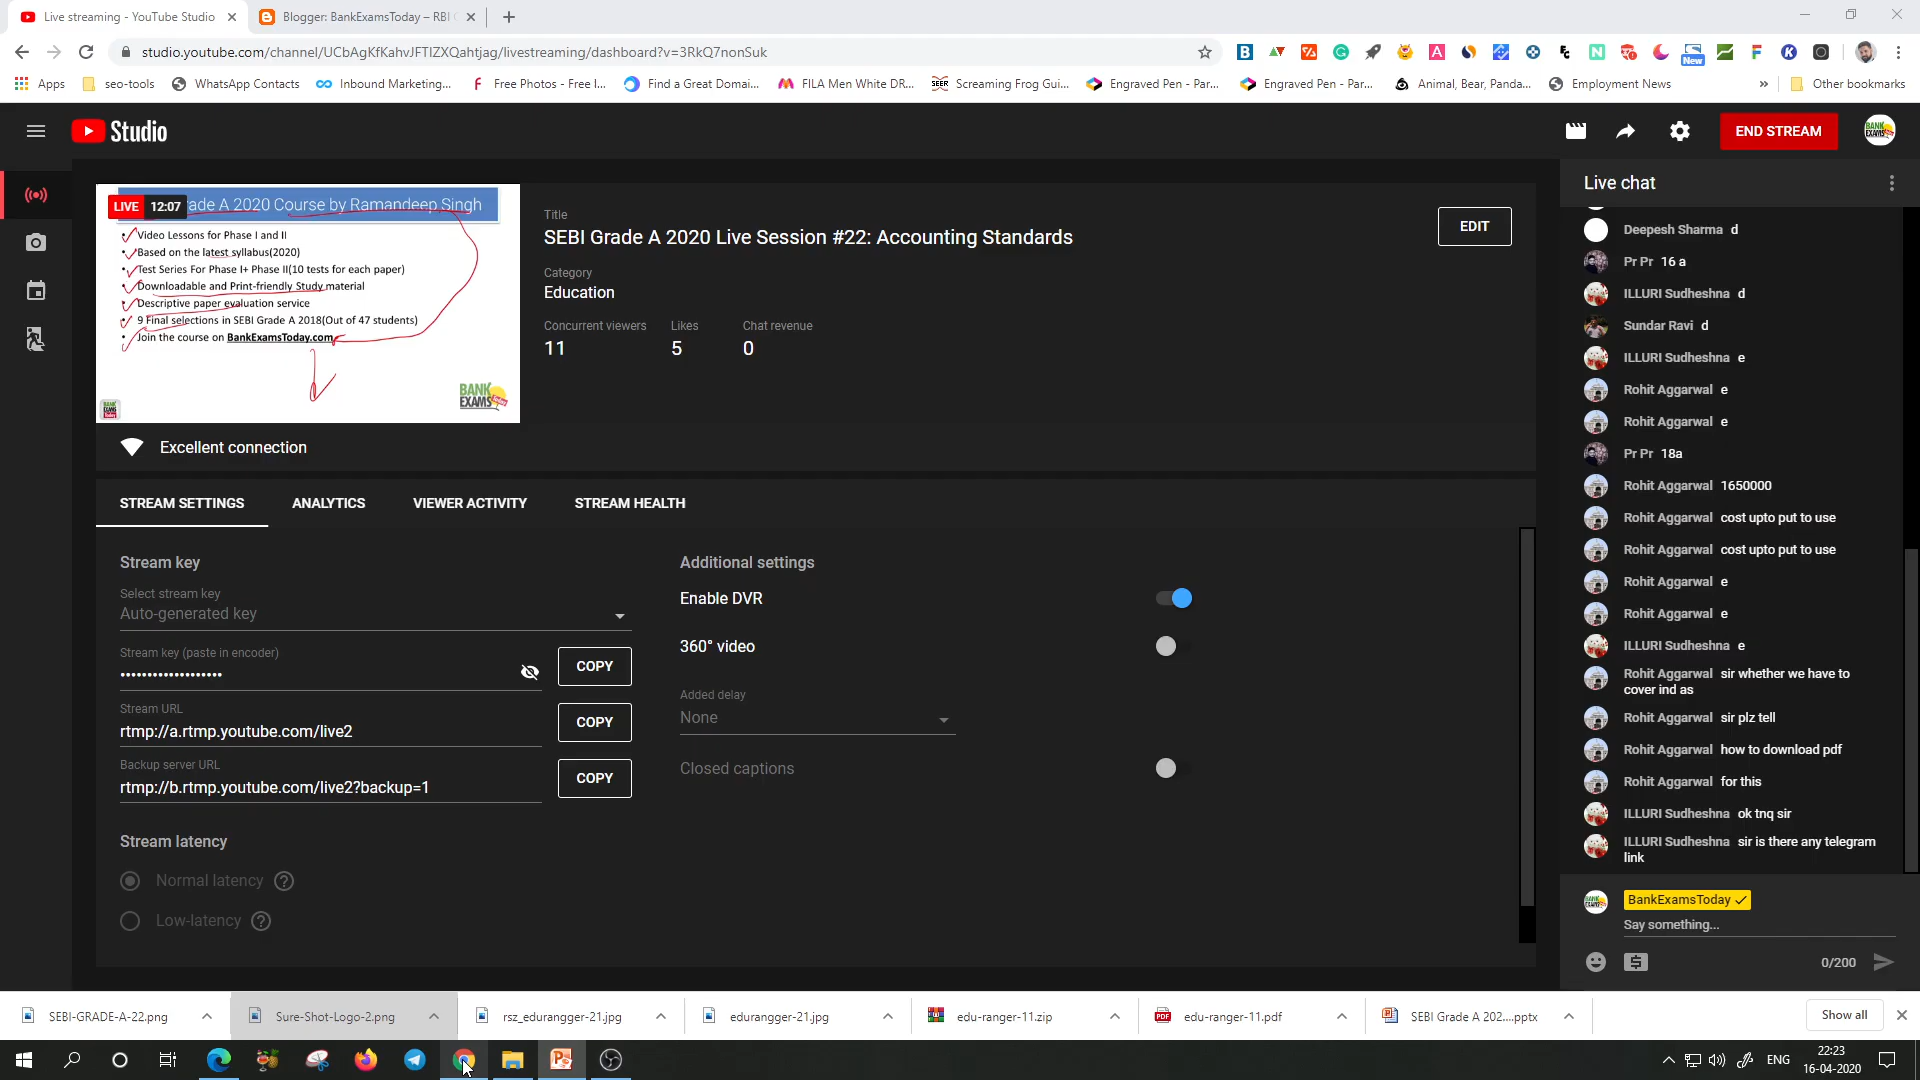 Live streaming - YouTube Studio
Blogger: BankExamsToday – RBI
studio.youtube.com/channel/UCbAgKfKahvJFTIZXQahtjag/livestreaming/dashboard?v=3RkQ7nonSuk
New
Apps
seo-tools
WhatsApp Contacts
Inbound Marketing...
Free Photos - Free I...
Find a Great Domai...
FILA Men White DR...
Screaming Frog Gui...
Engraved Pen - Par...
Engraved Pen - Par...
Animal, Bear, Panda...
Employment News
»
Other bookmarks
Studio
END STREAM
LIVE 12:07
ade A 2020 Course by Ramandeep Singh
• Video Lessons for Phase I and II
• Based on the latest syllabus(2020)
• Test Series For Phase I+ Phase II(10 tests for each paper)
• Downloadable and Print-friendly Study material
• Descriptive paper evaluation service
• 9 Final selections in SEBI Grade A 2018(Out of 47 students)
• Join the course on BankExamsToday.com
BANK
EXAMS
Today
Title
SEBI Grade A 2020 Live Session #22: Accounting Standards
EDIT
Category
Education
Concurrent viewers Likes Chat revenue
11 5 0
Excellent connection
STREAM SETTINGS ANALYTICS VIEWER ACTIVITY STREAM HEALTH
Stream key
Select stream key
Auto-generated key
Stream key (paste in encoder)
•••••••••••••••••••
COPY
Stream URL
rtmp://a.rtmp.youtube.com/live2
COPY
Backup server URL
rtmp://b.rtmp.youtube.com/live2?backup=1
COPY
Stream latency
Normal latency
Low-latency
Additional settings
Enable DVR
360° video
Added delay
None
Closed captions
Live chat
Deepesh Sharma d
Pr Pr 16 a
ILLURI Sudheshna d
Sundar Ravi d
ILLURI Sudheshna e
Rohit Aggarwal e
Rohit Aggarwal e
Pr Pr 18a
Rohit Aggarwal 1650000
Rohit Aggarwal cost upto put to use
Rohit Aggarwal cost upto put to use
Rohit Aggarwal e
Rohit Aggarwal e
ILLURI Sudheshna e
Rohit Aggarwal sir whether we have to
cover ind as
Rohit Aggarwal sir plz tell
Rohit Aggarwal how to download pdf
Rohit Aggarwal for this
ILLURI Sudheshna ok tnq sir
ILLURI Sudheshna sir is there any telegram
link
BankExamsToday
Say something...
0/200
SEBI-GRADE-A-22.png
Sure-Shot-Logo-2.png
rsz_edurangger-21.jpg
edurangger-21.jpg
edu-ranger-11.zip
edu-ranger-11.pdf
SEBI Grade A 202....pptx
Show all
ENG
22:23
16-04-2020